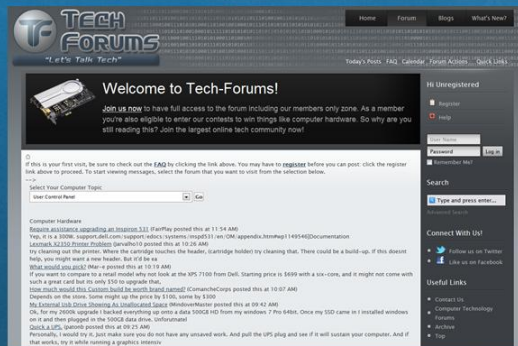 TECH
FORUMS
"Let's Talk Tech"
Home Forum Blogs What's New?
Today's Posts FAQ Calendar Forum Actions Quick Links
Welcome to Tech-Forums!
Join us now to have full access to the forum including our members only zone. As a member
you're also eligible to enter our contests to win things like computer hardware. So why are you
still reading this? Join the largest online tech community now!
If this is your first visit, be sure to check out the FAQ by clicking the link above. You may have to register before you can post: click the register
link above to proceed. To start viewing messages, select the forum that you want to visit from the selection below.
-->
Select Your Computer Topic
User Control Panel Go
Computer Hardware
Require assistance upgrading an Inspiron 531 (FairPlay posted this at 11:54 AM)
Yep, it is a 300W. support.dell.com/support/edocs/systems/inspd531/en/OM/appendix.htm#wp1149546]Documentation
Lexmark X2350 Printer Problem (jervalho10 posted this at 10:28 AM)
try cleaning out the printer. Where the cartridge touches the header, (cartridge holder) try cleaning that. There could be a build-up. If this doesnt
help, you might want a new header. But it'd be ea
What would you pick? (Mar-e posted this at 10:19 AM)
If you want to compare to a retail model why not look at the XPS 7100 from Dell. Starting price is $699 with a six-core, and it might not come with
such a great card but its only $50 to upgrade that,
How much would this Custom build be worth brand named? (ComancheCorps posted this at 10:07 AM)
Depends on the store. Some might up the price by $100, some by $300
My External Usb Drive Showing As Unallocated Space (WindowsMaster posted this at 09:42 AM)
Ok, for my 2600k upgrade I backed everything up onto a data 500GB HD from my windows 7 Pro 64bit. Once my SSD came in I installed windows
on it and then plugged in the 500GB data drive. Unforutnatel
Quick a UPS. (patonb posted this at 09:25 AM)
Personally, I would try it. Just make sure you do not have any unsaved work. And pull the UPS plug and see if it will sustain your computer. And if
that works, try it while running a graphics intensiv
Hi Unregistered
Register
Help
User Name
Password Log in
Remember Me?
Search
Type and press enter...
Advanced Search
Connect With Us!
Follow us on Twitter
Like us on Facebook
Useful Links
Contact Us
Computer Technology
Forums
Archive
Top